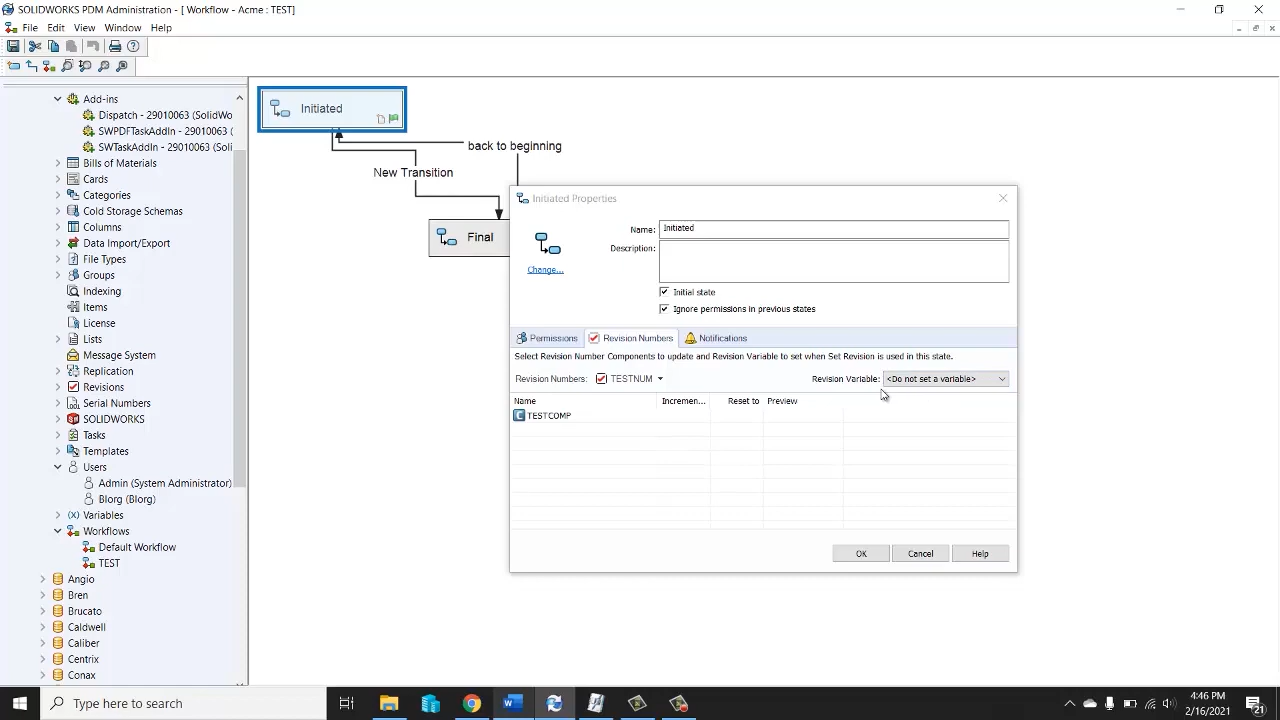 SOLIDWORKS PDM Administration - [ Workflow - Acme : TEST]
File Edit View Window Help
Add-ins
Dispatch - 29010063 (SolidWo
SWPDFTaskAddIn - 29010063 (
SWTaskAddIn - 29010063 (Soli
Bills of Materials
Cards
Categories
Cold Storage Schemas
Columns
Data Import/Export
File Types
Groups
Indexing
Items
License
Lists
Message System
Replication
Revisions
Serial Numbers
SOLIDWORKS
Tasks
Templates
Users
Admin (System Administrator)
Blorg (Blorg)
Variables
Workflows
Default Workflow
TEST
Angio
Bren
Brucato
Caldwell
Caliber
Centrix
Conax
Initiated
back to beginning
New Transition
Final
Initiated Properties
Name: Initiated
Description:
Change...
Initial state
Ignore permissions in previous states
Permissions Revision Numbers Notifications
Select Revision Number Components to update and Revision Variable to set when Set Revision is used in this state.
Revision Numbers: TESTNUM Revision Variable: <Do not set a variable>
Name Incremen... Reset to Preview
TESTCOMP
OK Cancel Help
Type here to search
4:46 PM
2/16/2021
21